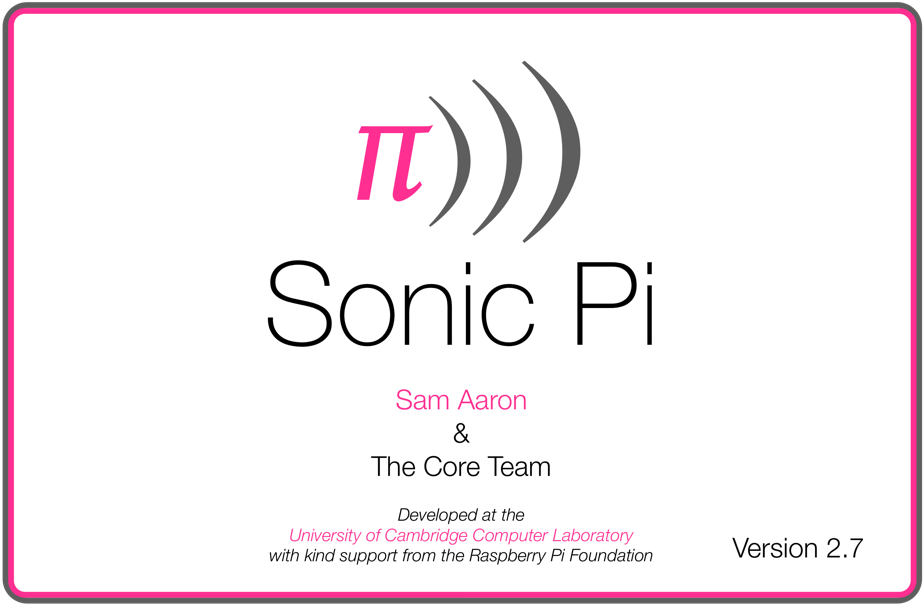 π
Sonic Pi
Sam Aaron
&
The Core Team
Developed at the
University of Cambridge Computer Laboratory
with kind support from the Raspberry Pi Foundation
Version 2.7